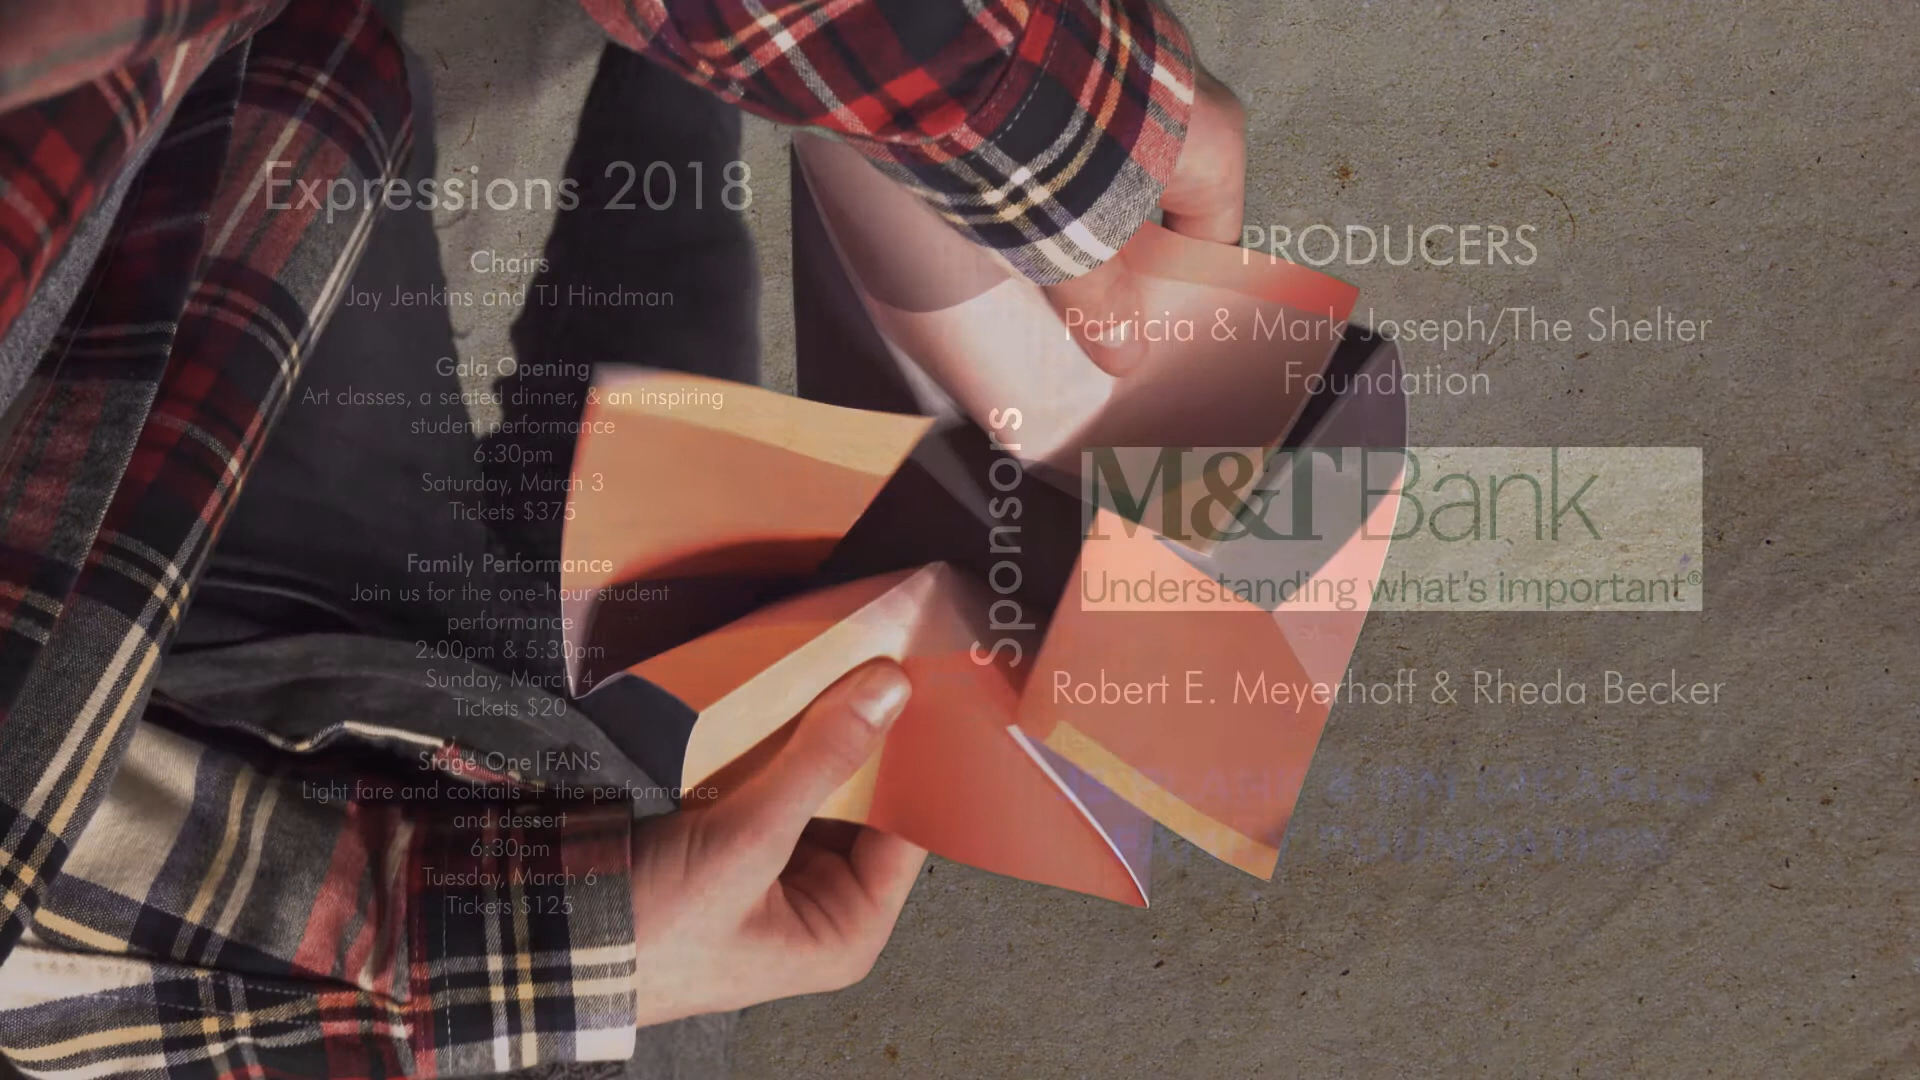 Expressions 2018
Chairs
Jay Jenkins and TJ Hindman
Gala Opening
Art classes, a seated dinner, & an inspiring
student performance
6:30pm
Saturday, March 3
Tickets $375
Family Performance
Join us for the one-hour student
performance
2:00pm & 5:30pm
Sunday, March 4
Tickets $20
Stage One|FANS
Light fare and coktails + the performance
and dessert
6:30pm
Tuesday, March 6
Tickets $125
Sponsors
PRODUCERS
Patricia & Mark Joseph/The Shelter
Foundation
M&T Bank
Understanding what's important®
Robert E. Meyerhoff & Rheda Becker